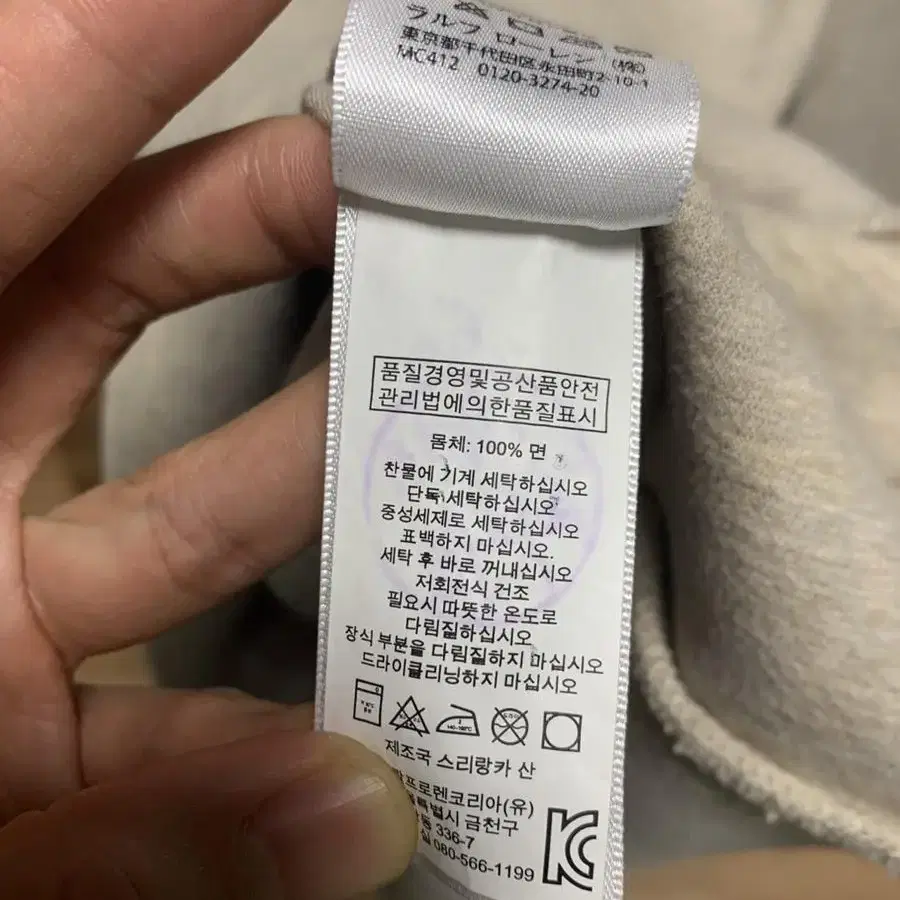 ラルフ ローレン (株)
東京都千代田区永田町2-10-1
MC412 0120-3274-20
품질경영및공산품안전
관리법에의한품질표시
몸체: 100% 면
찬물에 기계 세탁하십시오
단독 세탁하십시오
중성세제로 세탁하십시오
표백하지 마십시오.
세탁 후 바로 꺼내십시오
저회전식 건조
필요시 따뜻한 온도로
다림질하십시오
장식 부분을 다림질하지 마십시오
드라이클리닝하지 마십시오
제조국 스리랑카 산
프로렌코리아(유)
특별시 금천구
동 336-7
실 080-566-1199